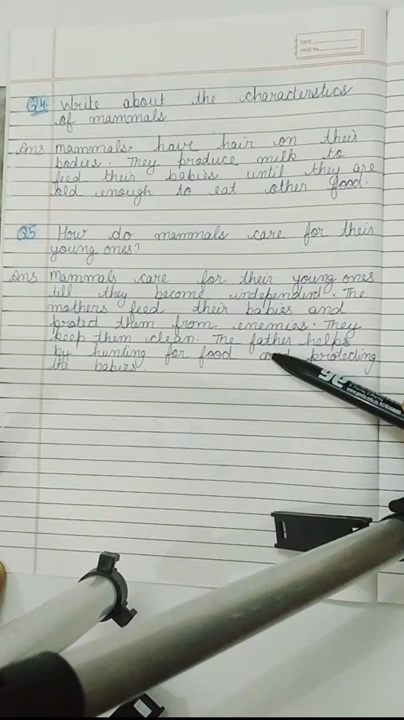 DATE
PAGE No.
Q4 Write about the characteristics
of mammals
Ans Mammals have hair on their
bodies. They produce milk to
feed their babies until they are
old enough to eat other food.
Q5 How do mammals care for their
young ones?
Ans Mammals care for their young ones
till they become independent. The
mothers feed their babies and
protect them from enemies. They
keep them clean. The father helps
by hunting for food and protecting
the babies